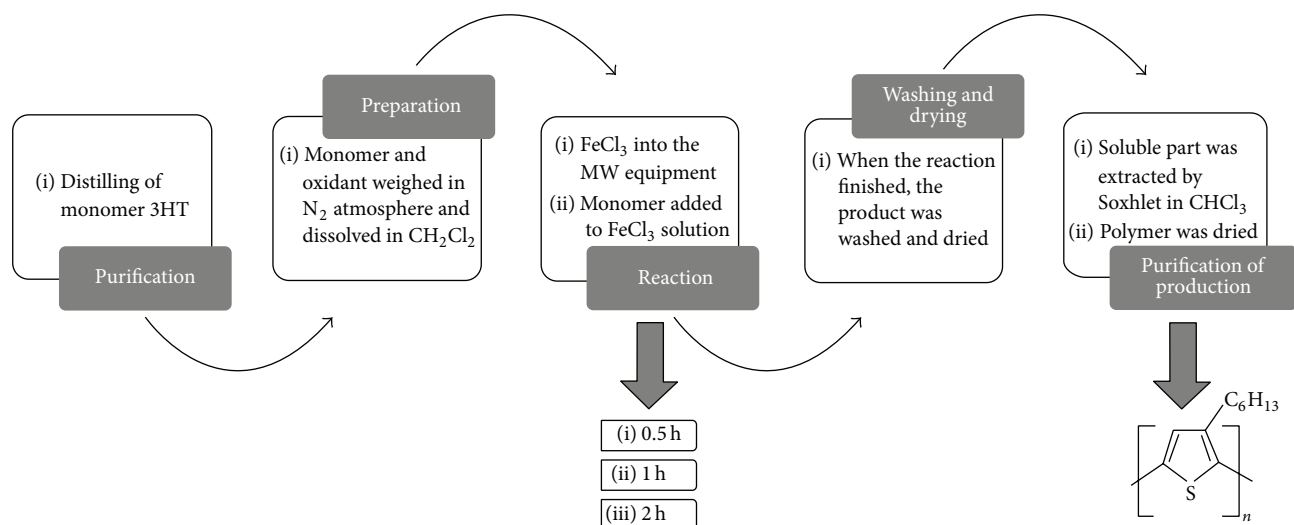 (i) Distilling of
monomer 3HT
Purification
Preparation
(i) Monomer and
oxidant weighed in
N₂ atmosphere and
dissolved in CH₂Cl₂
(i) FeCl₃ into the
MW equipment
(ii) Monomer added
to FeCl₃ solution
Reaction
(i) 0.5 h
(ii) 1 h
(iii) 2 h
Washing and
drying
(i) When the reaction
finished, the
product was
washed and dried
(i) Soluble part was
extracted by
Soxhlet in CHCl₃
(ii) Polymer was dried
Purification of
production
C₆H₁₃
S
n